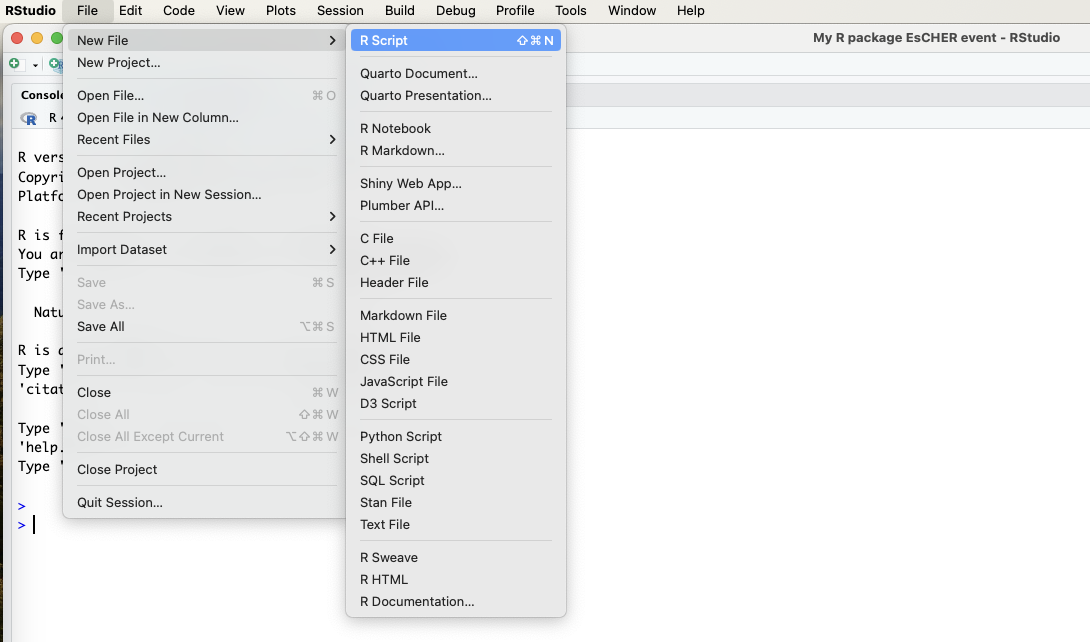 RStudio File Edit Code View Plots Session Build Debug Profile Tools Window Help
My R package EsCHER event - RStudio
New File
New Project...
Open File... ⌘ O
Open File in New Column...
Recent Files
Open Project...
Open Project in New Session...
Recent Projects
Import Dataset
Save ⌘ S
Save As...
Save All ⌥⌘ S
Print...
Close ⌘ W
Close All ⇧⌘ W
Close All Except Current ⌥⇧⌘ W
Close Project
Quit Session...
R Script ⇧⌘ N
Quarto Document...
Quarto Presentation...
R Notebook
R Markdown...
Shiny Web App...
Plumber API...
C File
C++ File
Header File
Markdown File
HTML File
CSS File
JavaScript File
D3 Script
Python Script
Shell Script
SQL Script
Stan File
Text File
R Sweave
R HTML
R Documentation...
Console
R
R vers
Copyri
Platfo
R is f
You ar
Type '
Natu
R is a
Type '
'citat
Type '
'help.
Type '
>
>